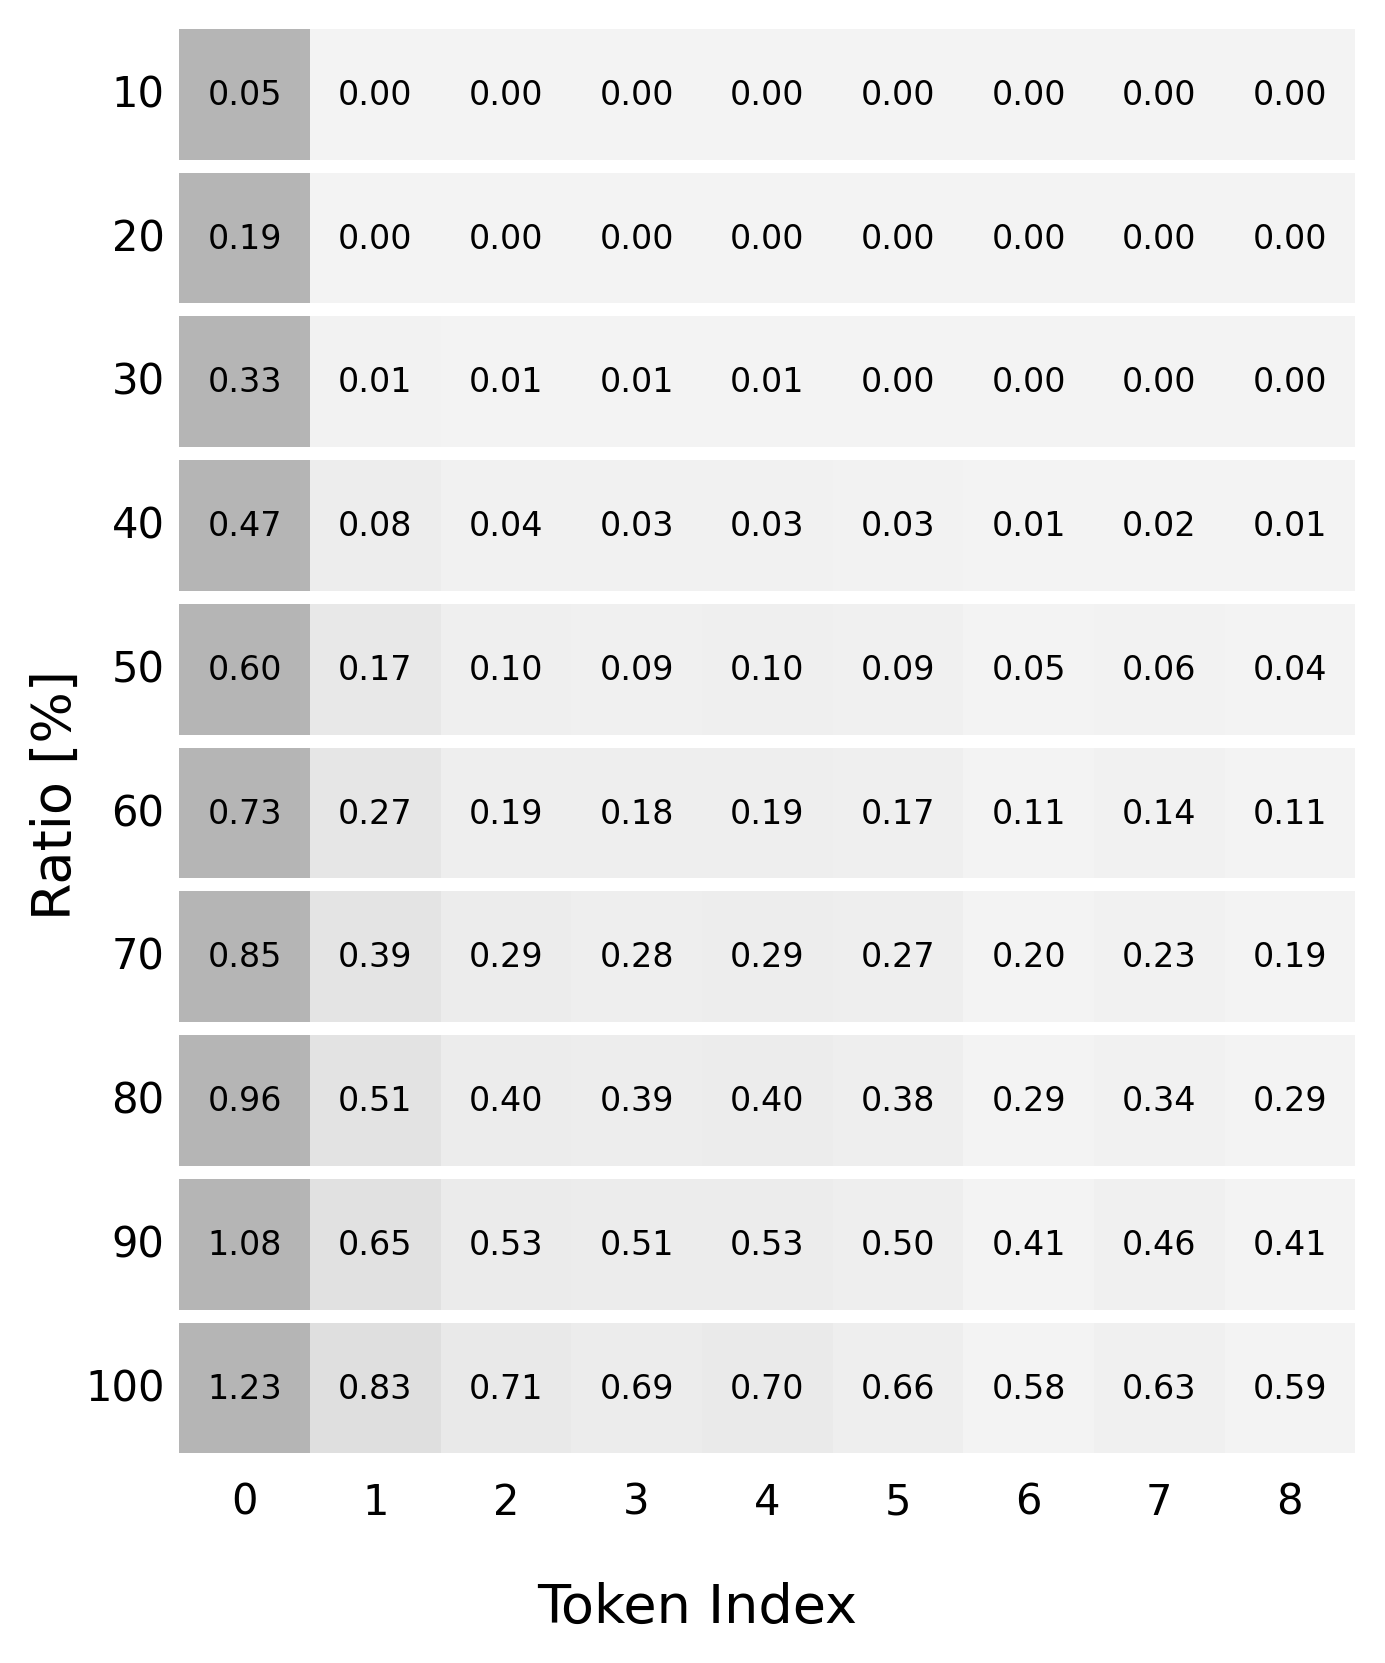 10 0.05 0.00 0.00 0.00 0.00 0.00 0.00 0.00 0.00
20 0.19 0.00 0.00 0.00 0.00 0.00 0.00 0.00 0.00
30 0.33 0.01 0.01 0.01 0.01 0.00 0.00 0.00 0.00
40 0.47 0.08 0.04 0.03 0.03 0.03 0.01 0.02 0.01
50 0.60 0.17 0.10 0.09 0.10 0.09 0.05 0.06 0.04
60 0.73 0.27 0.19 0.18 0.19 0.17 0.11 0.14 0.11
70 0.85 0.39 0.29 0.28 0.29 0.27 0.20 0.23 0.19
80 0.96 0.51 0.40 0.39 0.40 0.38 0.29 0.34 0.29
90 1.08 0.65 0.53 0.51 0.53 0.50 0.41 0.46 0.41
100 1.23 0.83 0.71 0.69 0.70 0.66 0.58 0.63 0.59
0 1 2 3 4 5 6 7 8
Token Index
Ratio [%]